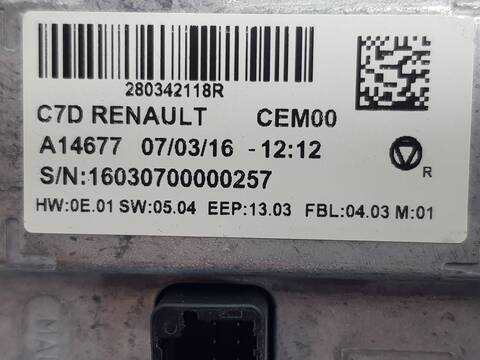 280342118R
C7D RENAULT CEM00
A14677 07/03/16 -12:12
R
S/N:16030700000257
HW:0E.01 SW:05.04 EEP:13.03 FBL:04.03 M:01